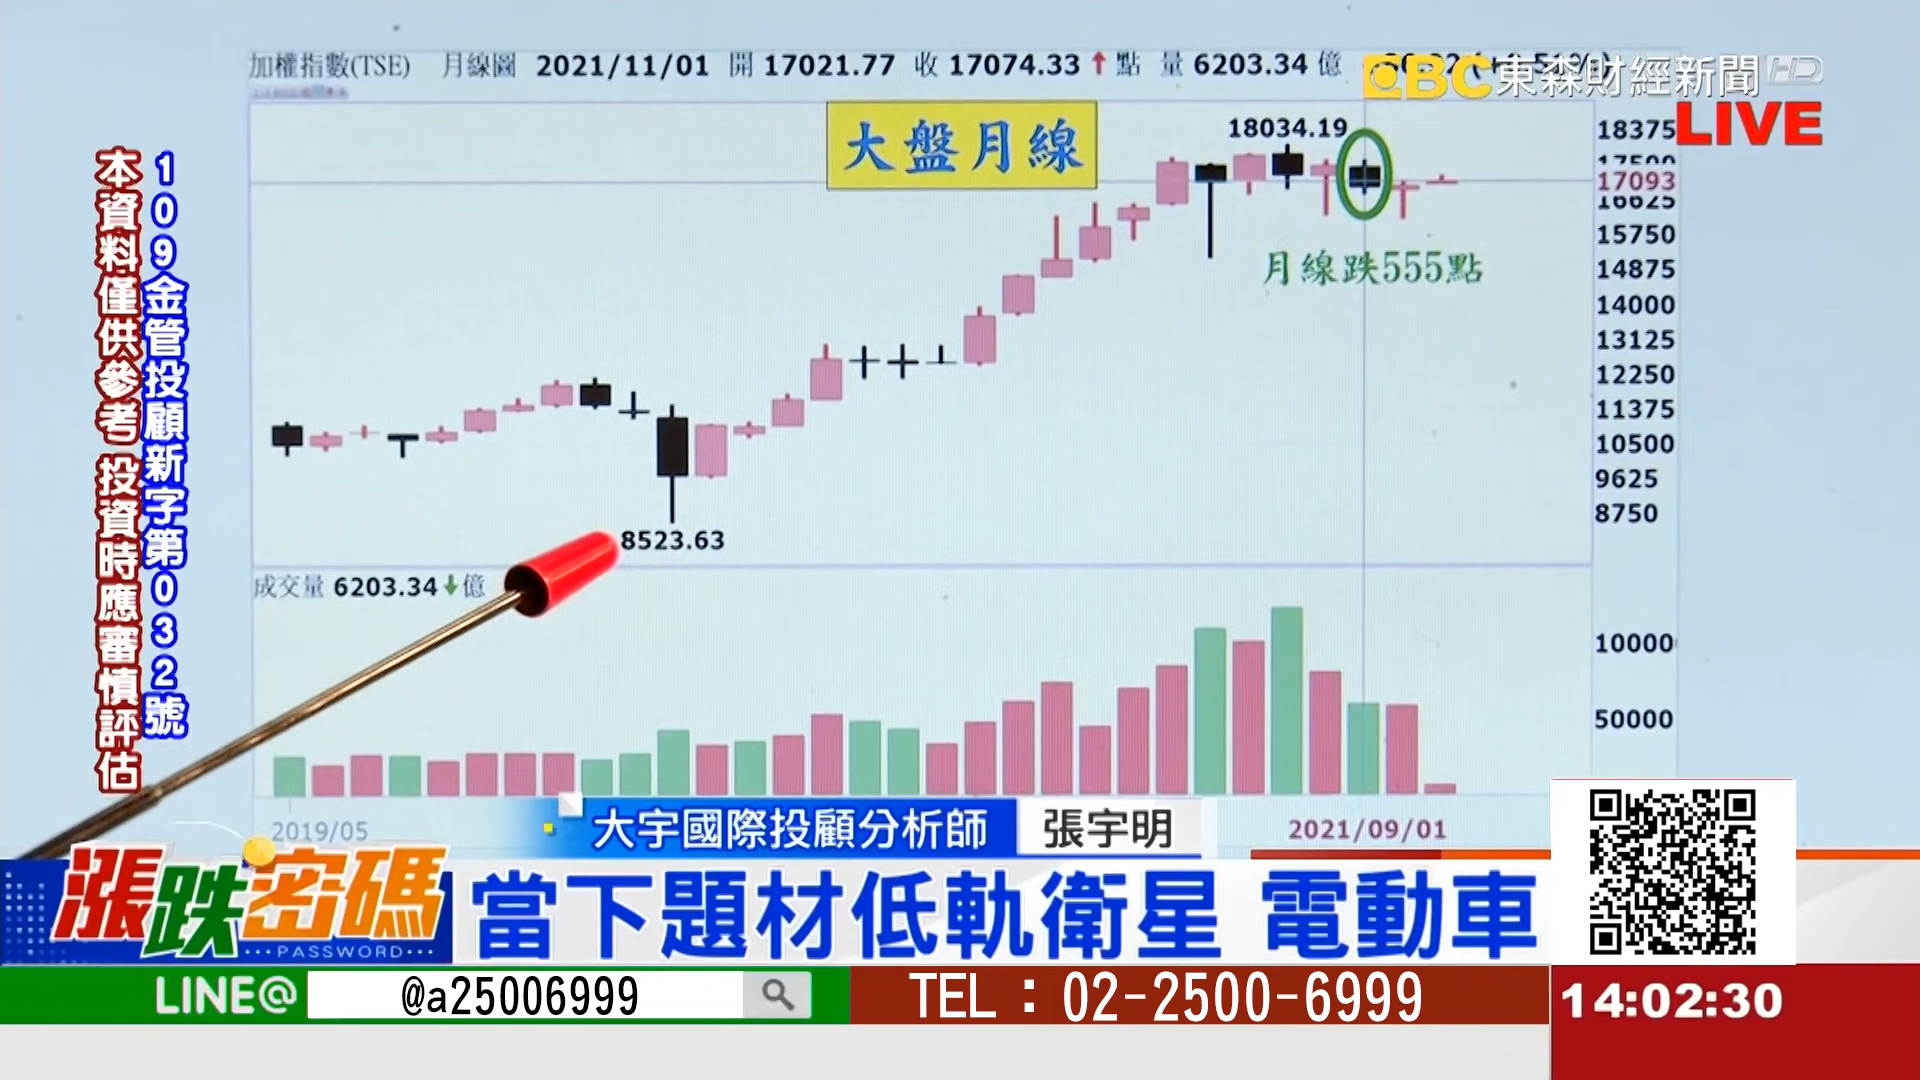 加權指數(TSE) 月線圖 2021/11/01 開 17021.77 收 17074.33 ↑ 點 量 6203.34 億
EBC 東森財經新聞 HD
LIVE
大盤月線
18034.19
月線跌555點
8523.63
18375
17500
17093
16625
15750
14875
14000
13125
12250
11375
10500
9625
8750
成交量 6203.34↓億
10000
50000
2019/05
2021/09/01
109金管投顧新字第032號
本資料僅供參考 投資時應審慎評估
大宇國際投顧分析師 張宇明
漲跌密碼
PASSWORD
當下題材低軌衛星 電動車
LINE@ @a25006999
TEL：02-2500-6999
14:02:30